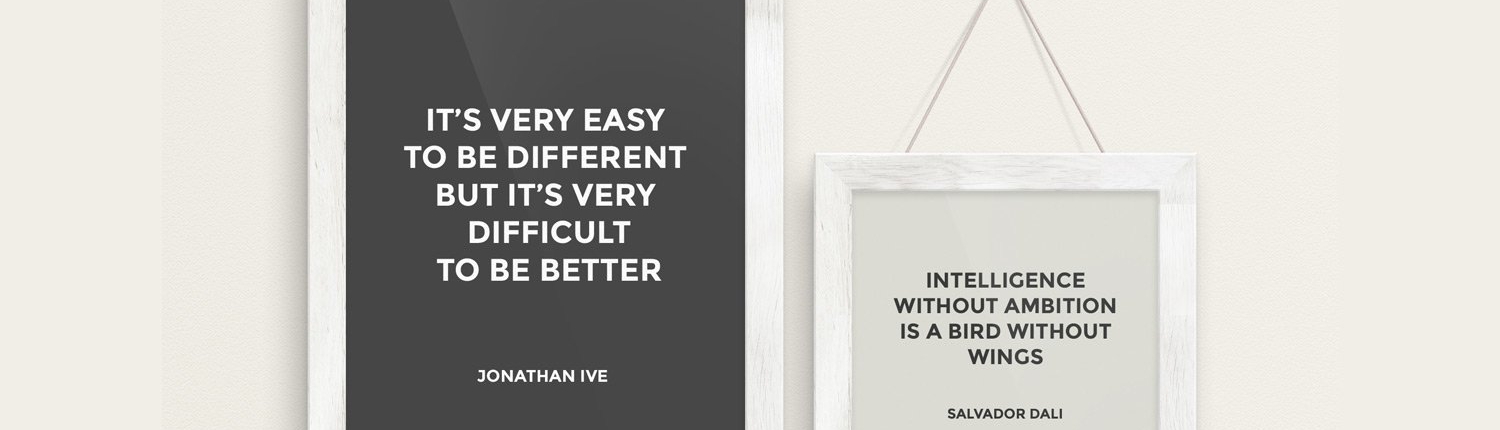 IT’S VERY EASY
TO BE DIFFERENT
BUT IT’S VERY
DIFFICULT
TO BE BETTER
JONATHAN IVE
INTELLIGENCE
WITHOUT AMBITION
IS A BIRD WITHOUT
WINGS
SALVADOR DALI